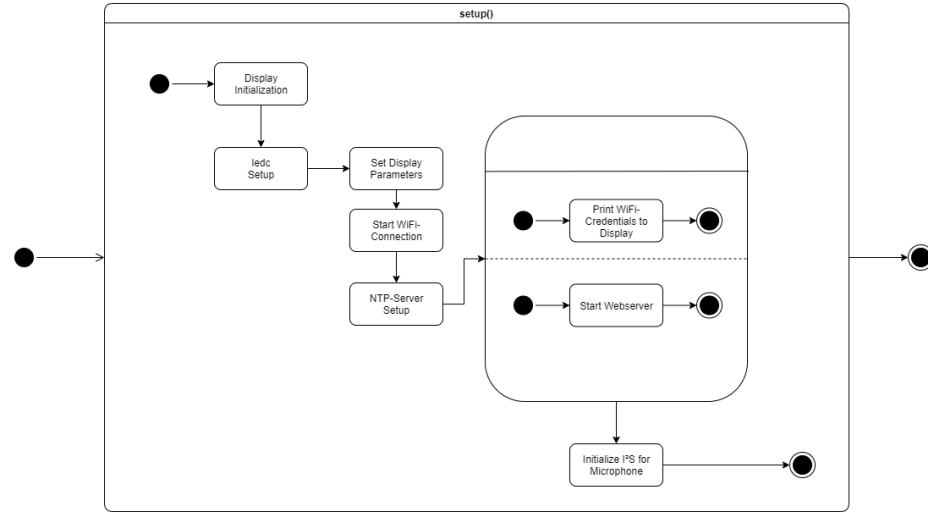 setup()
Display
Initialization
ledc
Setup
Set Display
Parameters
Start WiFi-
Connection
NTP-Server
Setup
Print WiFi-
Credentials to
Display
Start Webserver
Initialize I²S for
Microphone